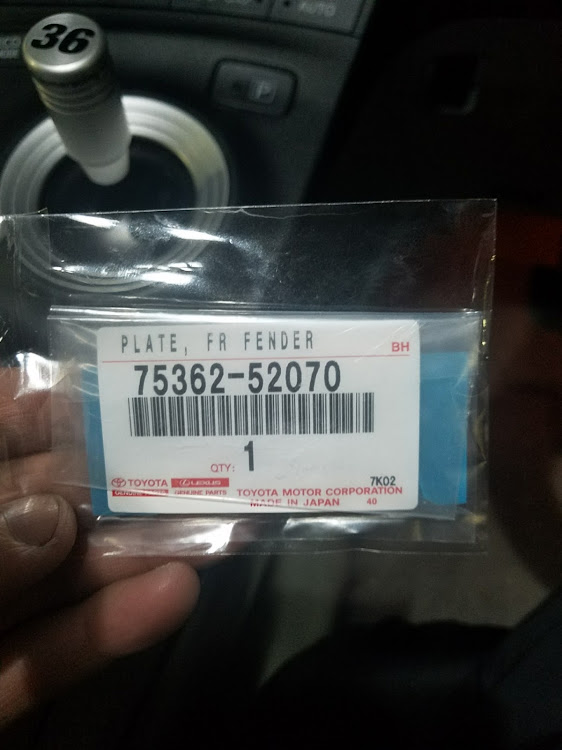 AUTO
36
P
PLATE, FR FENDER
BH
75362-52070
QTY: 1
7K02
TOYOTA LEXUS
GENUINE PARTS GENUINE PARTS
TOYOTA MOTOR CORPORATION
MADE IN JAPAN 40